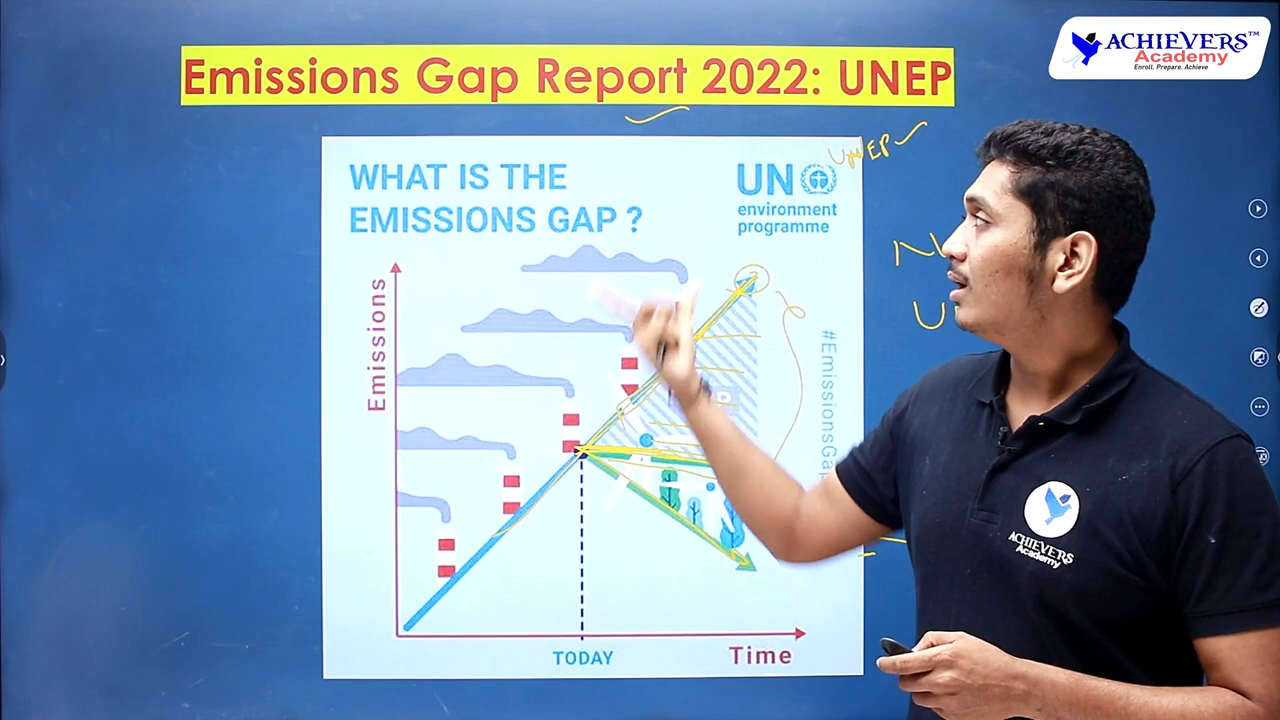 Emissions Gap Report 2022: UNEP
ACHIEVERS™
Academy
Enroll. Prepare. Achieve
WHAT IS THE
EMISSIONS GAP ?
UN
environment
programme
UNEP
Emissions
#EmissionsGap
TODAY
Time
ACHIEVERS
Academy